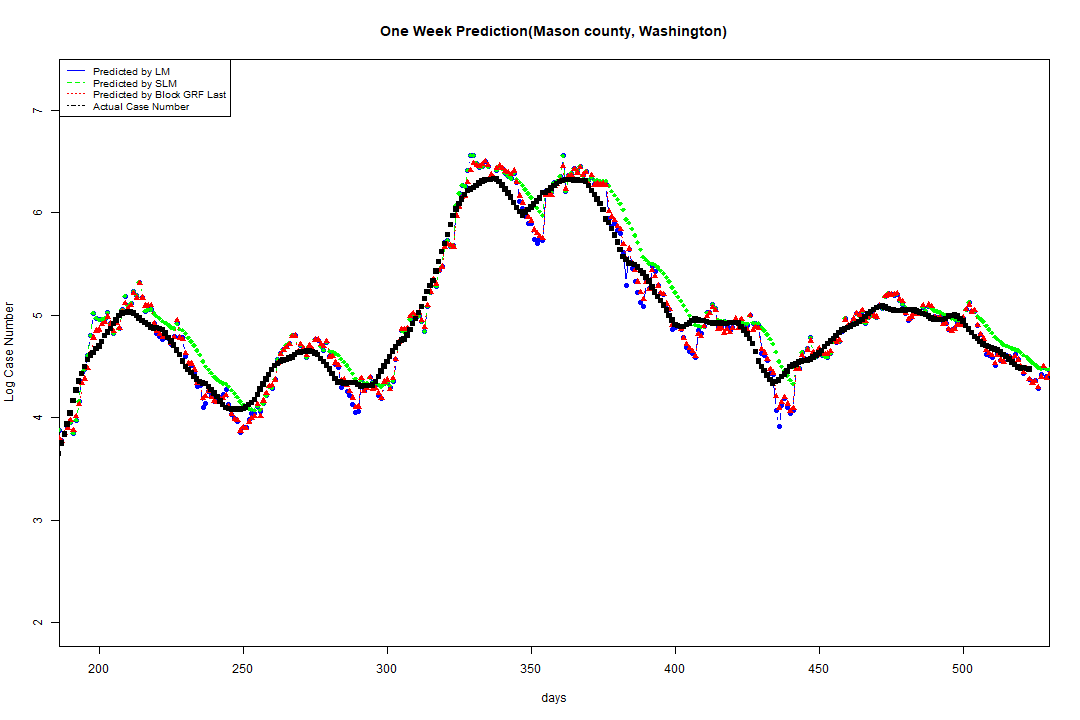 One Week Prediction(Mason county, Washington)
Predicted by LM
Predicted by SLM
Predicted by Block GRF Last
Actual Case Number
7
6
5
4
3
2
Log Case Number
200 250 300 350 400 450 500
days